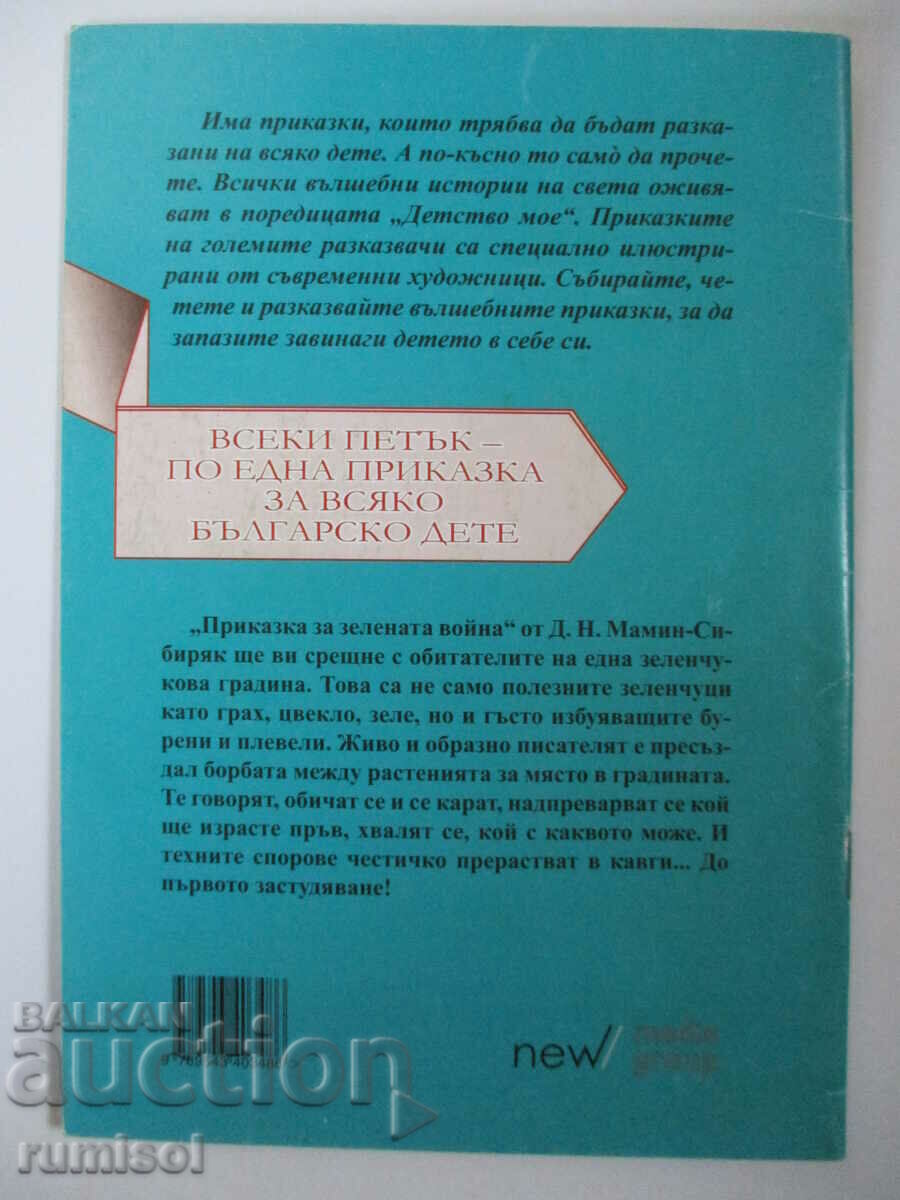 Има приказки, които трябва да бъдат разка-
зани на всяко дете. А по-късно то самò да проче-
те. Всички вълшебни истории на света оживя-
ват в поредицата „Детство мое“. Приказките
на големите разказвачи са специално илюстри-
рани от съвременни художници. Събирайте, че-
тете и разказвайте вълшебните приказки, за да
запазите завинаги детето в себе си.
ВСЕКИ ПЕТЪК –
ПО ЕДНА ПРИКАЗКА
ЗА ВСЯКО
БЪЛГАРСКО ДЕТЕ
„Приказка за зелената война“ от Д. Н. Мамин-Си-
биряк ще ви срещне с обитателите на една зеленчу-
кова градина. Това са не само полезните зеленчуци
като грах, цвекло, зеле, но и гъсто избуяващите бу-
рени и плевели. Живо и образно писателят е пресъз-
дал борбата между растенията за място в градината.
Те говорят, обичат се и се карат, надпреварват се кой
ще израсте пръв, хвалят се, кой с каквото може. И
техните спорове честичко прерастват в кавги... До
първото застудяване!
BALKAN
auction
new/ media
group
rumisol